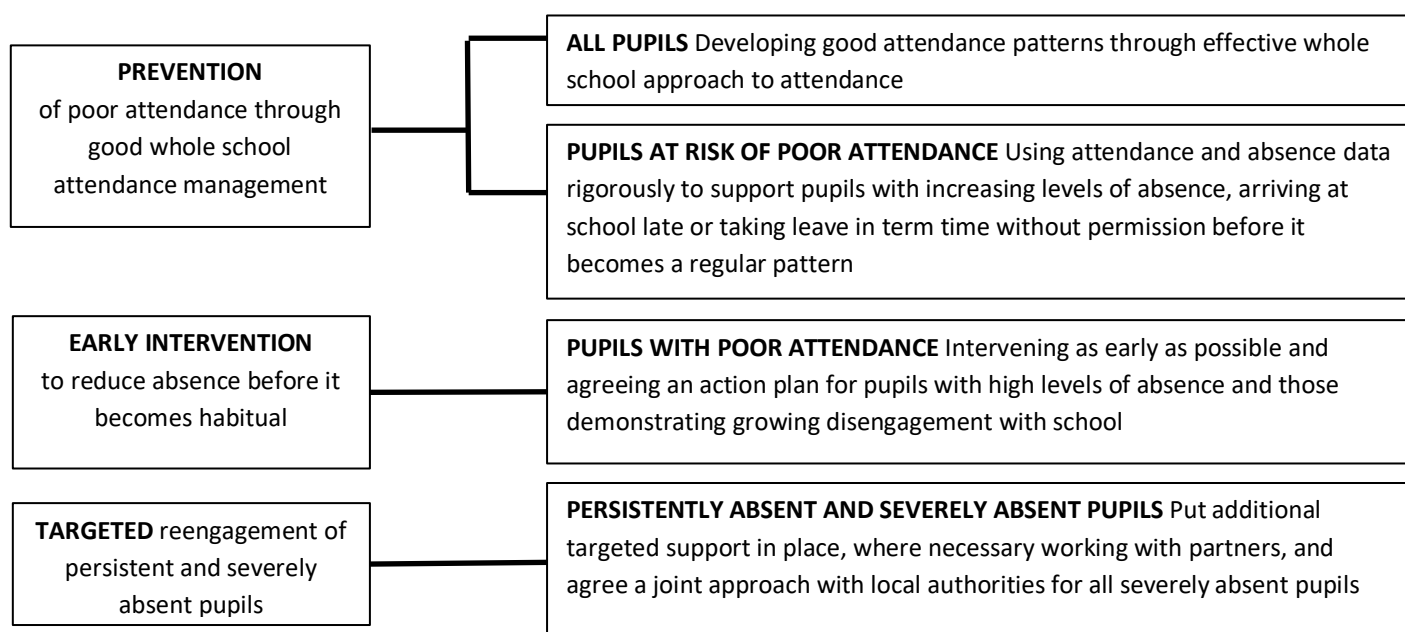 PREVENTION
of poor attendance through
good whole school
attendance management
ALL PUPILS Developing good attendance patterns through effective whole
school approach to attendance
PUPILS AT RISK OF POOR ATTENDANCE Using attendance and absence data
rigorously to support pupils with increasing levels of absence, arriving at
school late or taking leave in term time without permission before it
becomes a regular pattern
EARLY INTERVENTION
to reduce absence before it
becomes habitual
PUPILS WITH POOR ATTENDANCE Intervening as early as possible and
agreeing an action plan for pupils with high levels of absence and those
demonstrating growing disengagement with school
TARGETED reengagement of
persistent and severely
absent pupils
PERSISTENTLY ABSENT AND SEVERELY ABSENT PUPILS Put additional
targeted support in place, where necessary working with partners, and
agree a joint approach with local authorities for all severely absent pupils